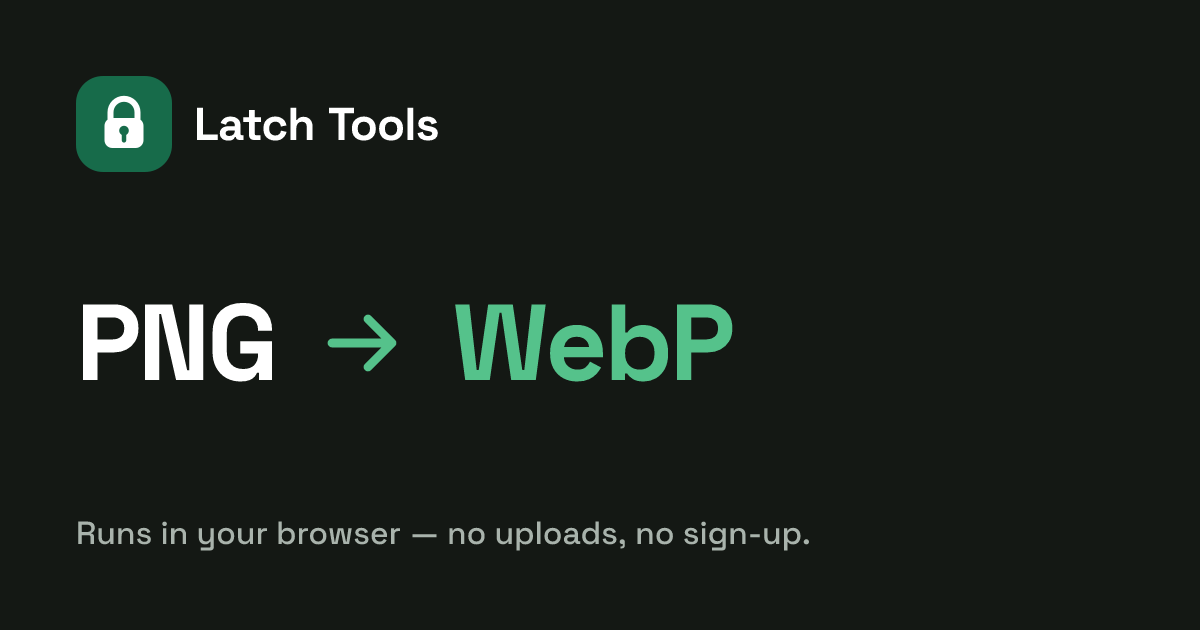 Latch Tools
PNG → WebP
Runs in your browser — no uploads, no sign-up.